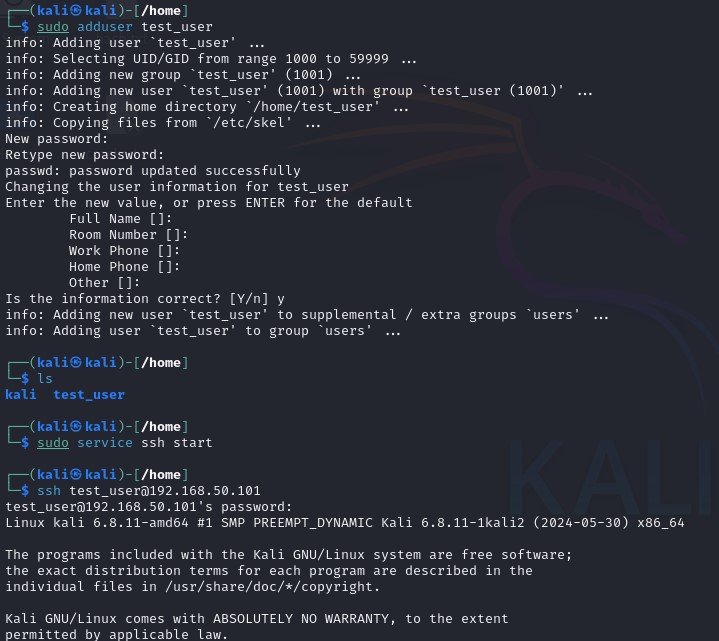 ┌──(kali㉿kali)-[/home]
└─$ sudo adduser test_user
info: Adding user `test_user' ...
info: Selecting UID/GID from range 1000 to 59999 ...
info: Adding new group `test_user' (1001) ...
info: Adding new user `test_user' (1001) with group `test_user (1001)' ...
info: Creating home directory `/home/test_user' ...
info: Copying files from `/etc/skel' ...
New password:
Retype new password:
passwd: password updated successfully
Changing the user information for test_user
Enter the new value, or press ENTER for the default
        Full Name []:
        Room Number []:
        Work Phone []:
        Home Phone []:
        Other []:
Is the information correct? [Y/n] y
info: Adding new user `test_user' to supplemental / extra groups `users' ...
info: Adding user `test_user' to group `users' ...

┌──(kali㉿kali)-[/home]
└─$ ls
kali  test_user

┌──(kali㉿kali)-[/home]
└─$ sudo service ssh start

┌──(kali㉿kali)-[/home]
└─$ ssh test_user@192.168.50.101
test_user@192.168.50.101's password:
Linux kali 6.8.11-amd64 #1 SMP PREEMPT_DYNAMIC Kali 6.8.11-1kali2 (2024-05-30) x86_64

The programs included with the Kali GNU/Linux system are free software;
the exact distribution terms for each program are described in the
individual files in /usr/share/doc/*/copyright.

Kali GNU/Linux comes with ABSOLUTELY NO WARRANTY, to the extent
permitted by applicable law.
KALI